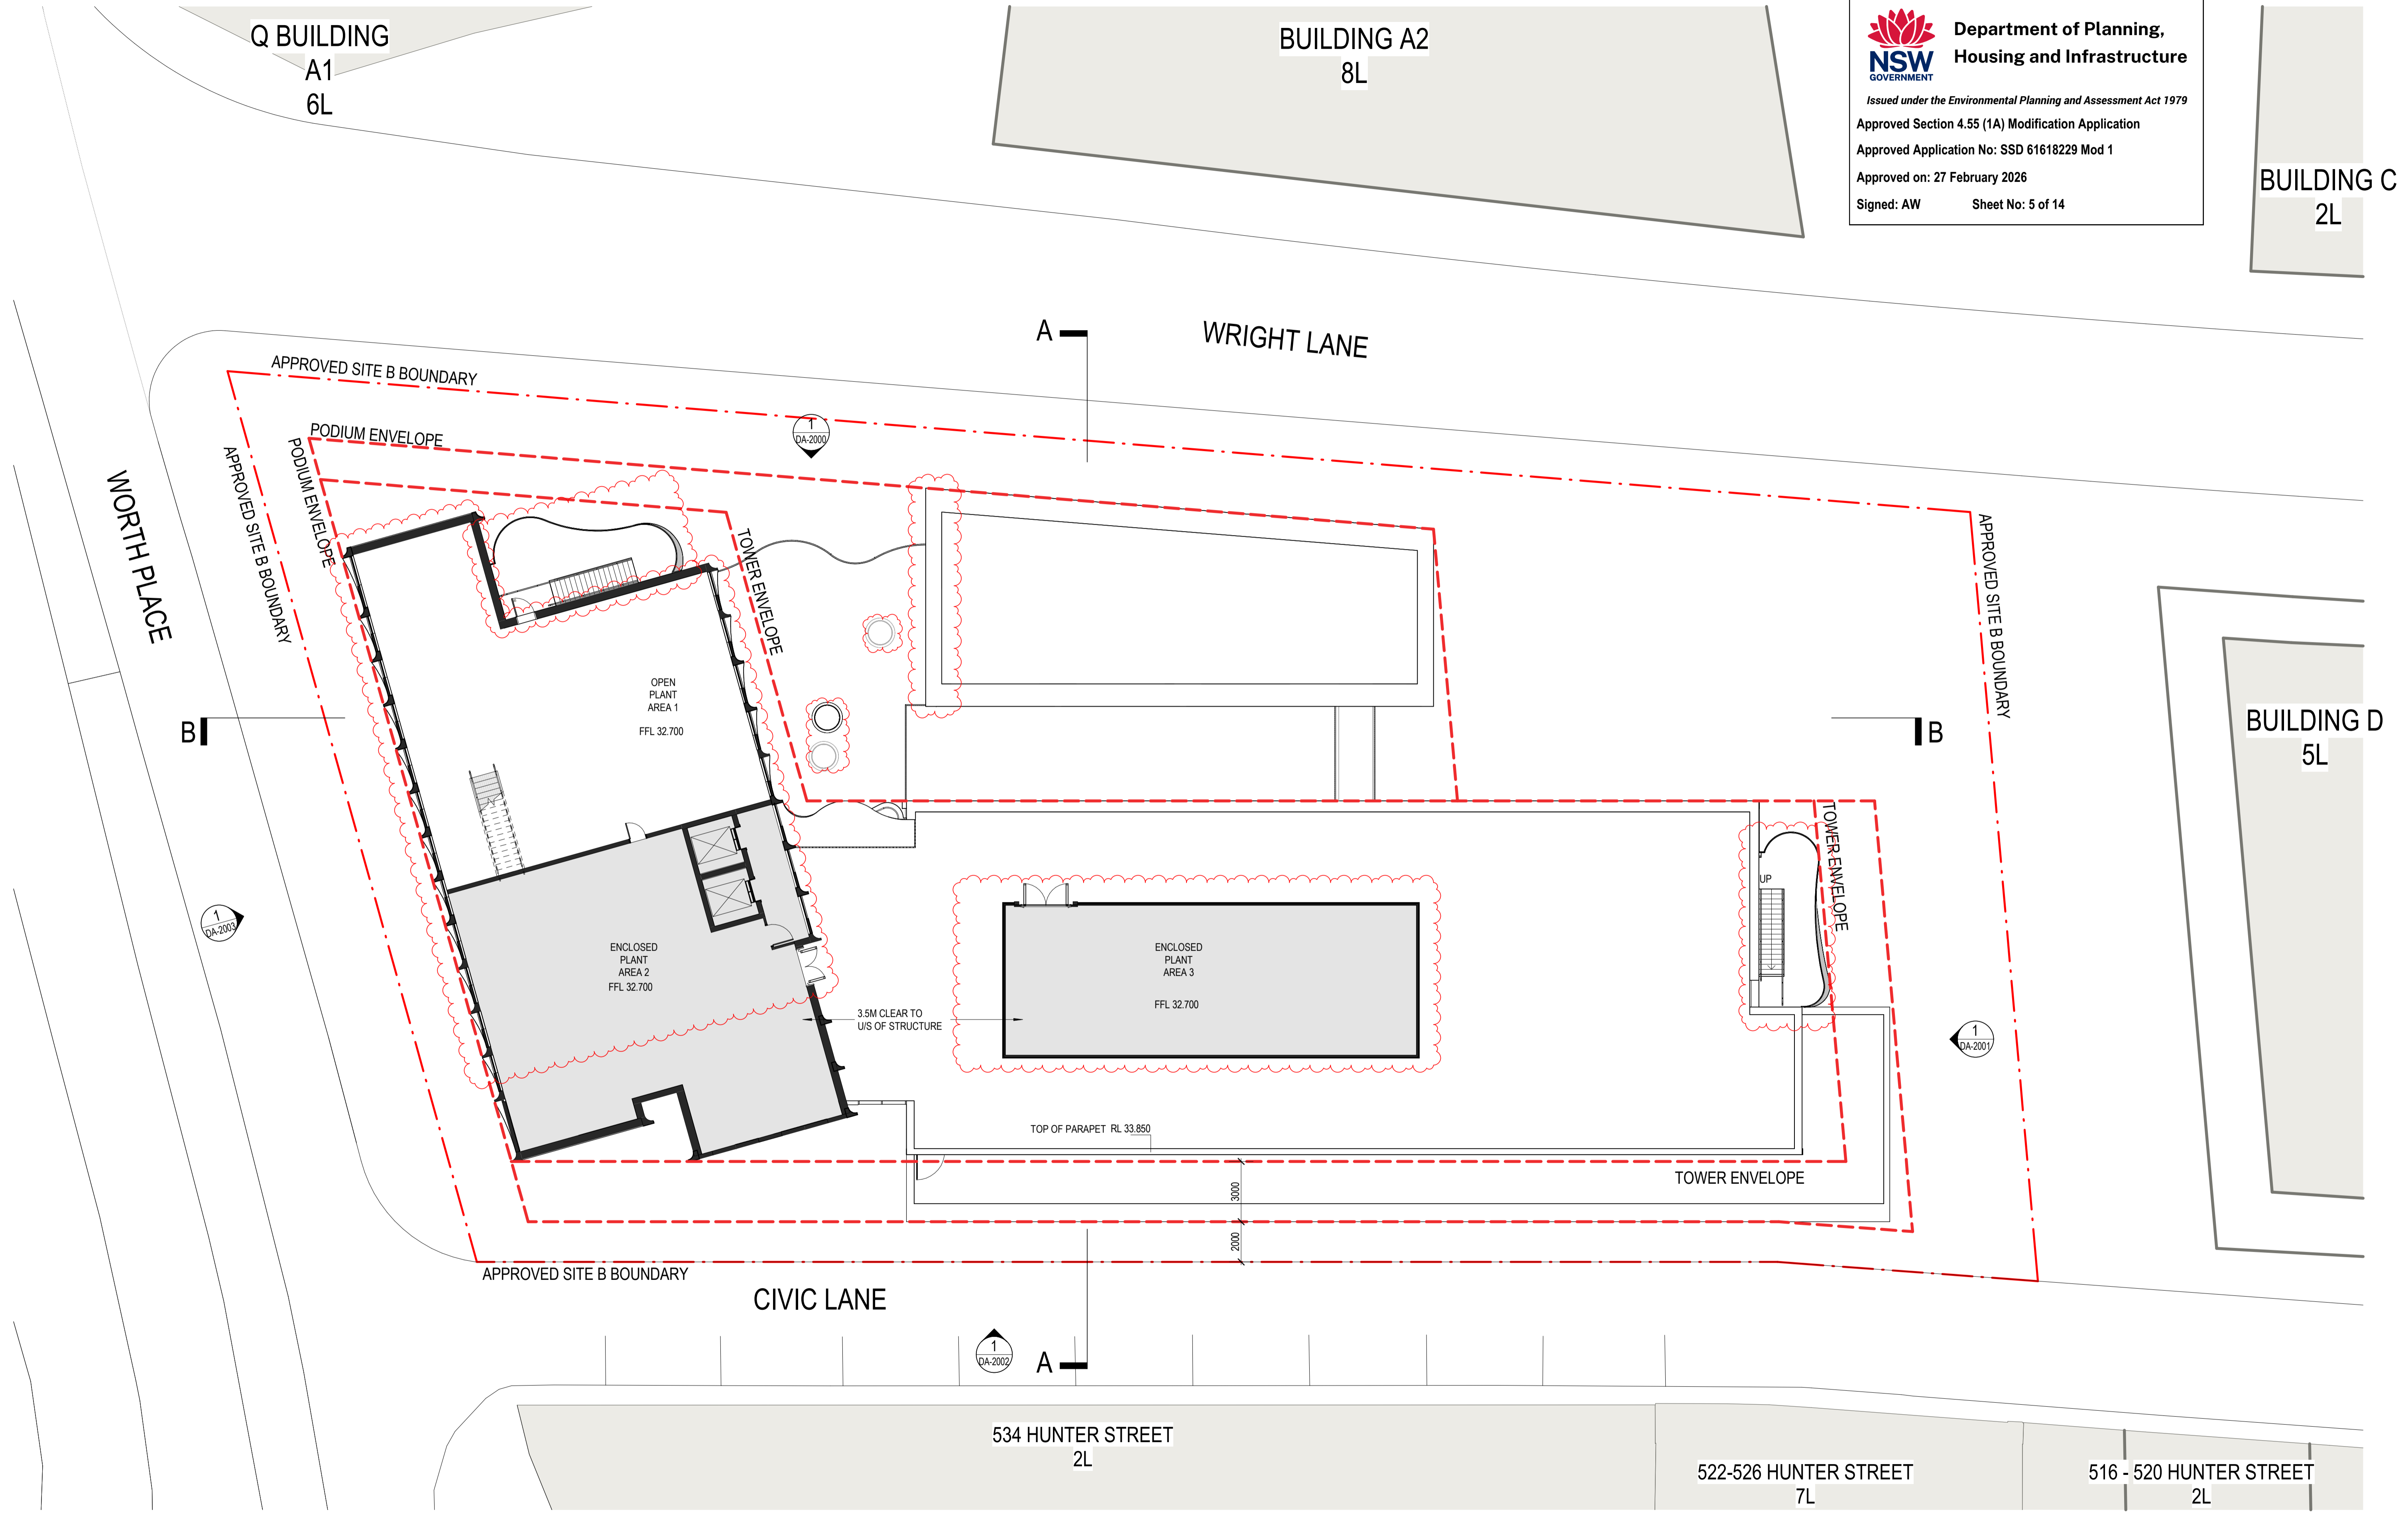 Q BUILDING
A1
6L
BUILDING A2
8L
NSW
GOVERNMENT
Department of Planning,
Housing and Infrastructure
Issued under the Environmental Planning and Assessment Act 1979
Approved Section 4.55 (1A) Modification Application
Approved Application No: SSD 61618229 Mod 1
Approved on: 27 February 2026
Signed: AW Sheet No: 5 of 14
BUILDING C
2L
A
WRIGHT LANE
APPROVED SITE B BOUNDARY
PODIUM ENVELOPE
1
DA-2000
PODIUM ENVELOPE
APPROVED SITE B BOUNDARY
WORTH PLACE
TOWER ENVELOPE
APPROVED SITE B BOUNDARY
OPEN
PLANT
AREA 1
FFL 32.700
B
B
BUILDING D
5L
TOWER ENVELOPE
UP
1
DA-2003
ENCLOSED
PLANT
AREA 2
FFL 32.700
ENCLOSED
PLANT
AREA 3
FFL 32.700
3.5M CLEAR TO
U/S OF STRUCTURE
1
DA-2001
TOP OF PARAPET RL 33.850
TOWER ENVELOPE
3000
2000
APPROVED SITE B BOUNDARY
CIVIC LANE
1
DA-2002
A
534 HUNTER STREET
2L
522-526 HUNTER STREET
7L
516 - 520 HUNTER STREET
2L